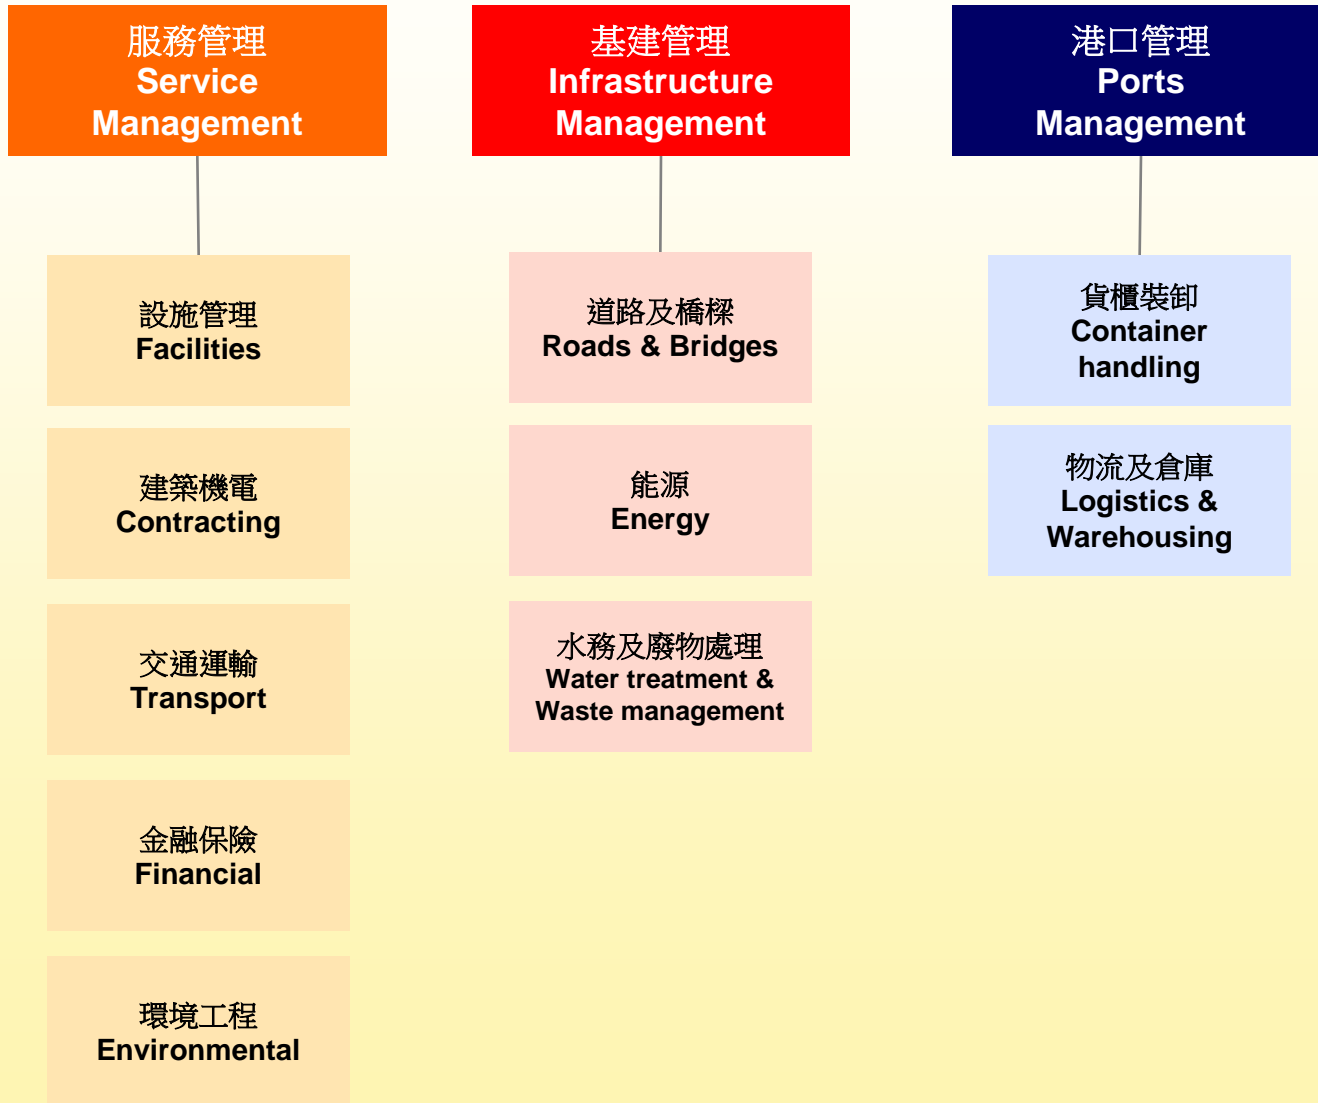 服務管理
Service
Management
設施管理
Facilities
建築機電
Contracting
交通運輸
Transport
金融保險
Financial
環境工程
Environmental
基建管理
Infrastructure
Management
道路及橋樑
Roads & Bridges
能源
Energy
水務及廢物處理
Water treatment &
Waste management
港口管理
Ports
Management
貨櫃裝卸
Container
handling
物流及倉庫
Logistics &
Warehousing